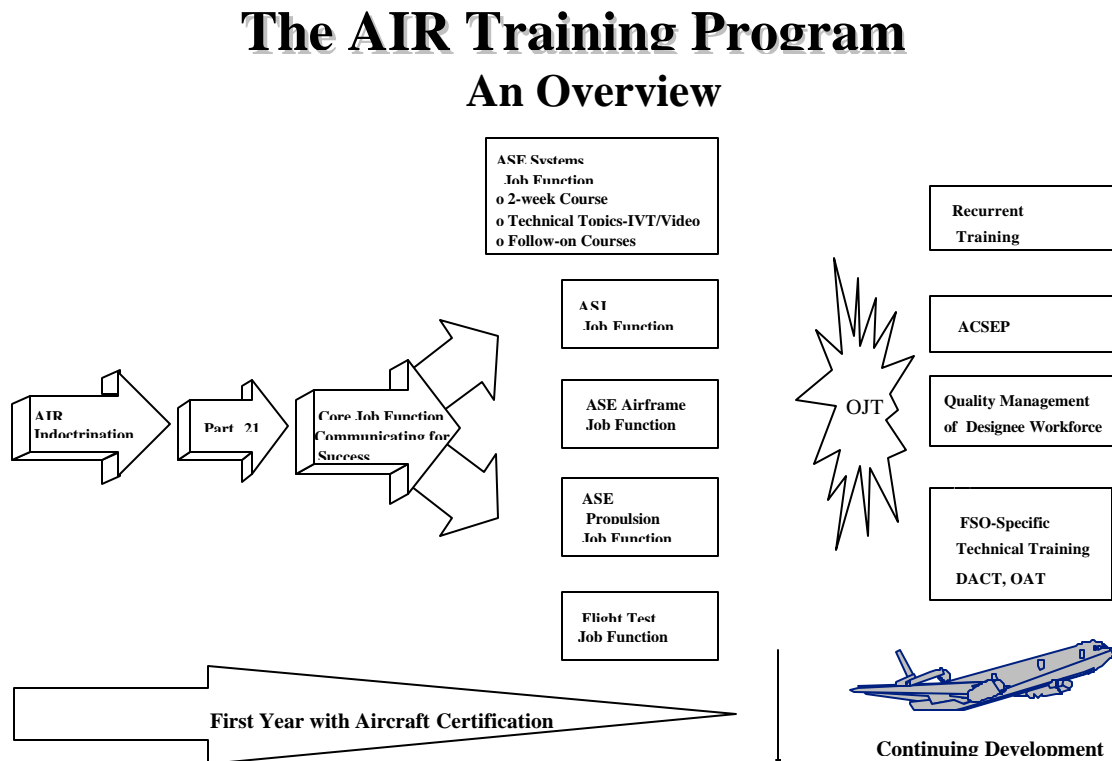 The AIR Training Program
An Overview
ASE Systems
Job Function
o 2-week Course
o Technical Topics-IVT/Video
o Follow-on Courses
ASI
Job Function
ASE Airframe
Job Function
ASE
Propulsion
Job Function
Flight Test
Job Function
AIR
Indoctrination
Part 21
Core Job Function
Communicating for
Success
OJT
Recurrent
Training
ACSEP
Quality Management
of Designee Workforce
FSO-Specific
Technical Training
DACT, OAT
First Year with Aircraft Certification
Continuing Development